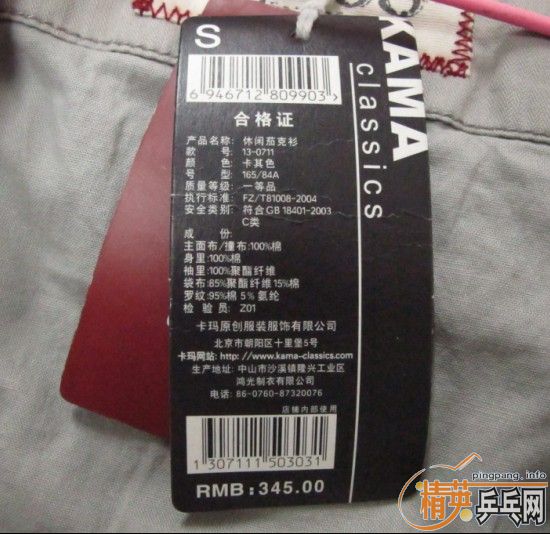 S
6 946712 809903 >
合格证
产品名称: 休闲茄克衫
款 号: 13-0711
颜 色: 卡其色
号 型: 165/84A
质量等级: 一等品
执行标准: FZ/T81008-2004
安全类别: 符合GB 18401-2003
C类
成 份:
主面布/撞布:100%棉
身里:100%棉
袖里:100%聚酯纤维
袋布:85%聚酯纤维15%棉
罗纹:95%棉 5%氨纶
检 验 员: Z01
卡玛原创服装服饰有限公司
北京市朝阳区十里堡5号
卡玛网站: http://www.kama-classics.com
生产地址: 中山市沙溪镇隆兴工业区
鸿光制衣有限公司
电话: 86-0760-87320076
店铺内部使用
1 307111 503031
RMB: 345.00
KAMA
classics
pingpang.info
精英乒乓网